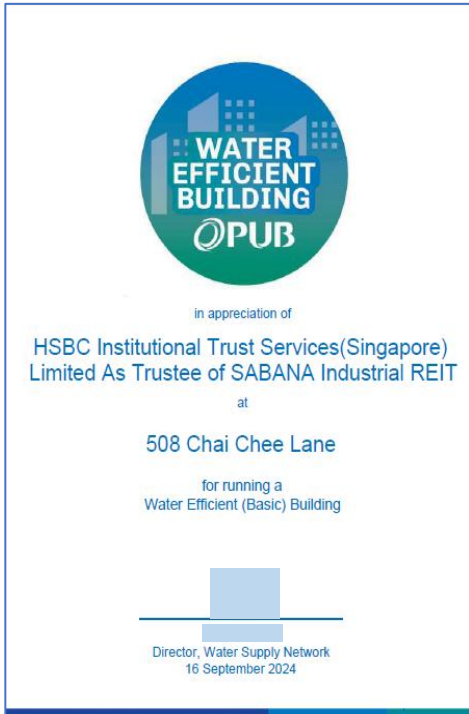 WATER
EFFICIENT
BUILDING
PUB
in appreciation of
HSBC Institutional Trust Services(Singapore)
Limited As Trustee of SABANA Industrial REIT
at
508 Chai Chee Lane
for running a
Water Efficient (Basic) Building
Director, Water Supply Network
16 September 2024